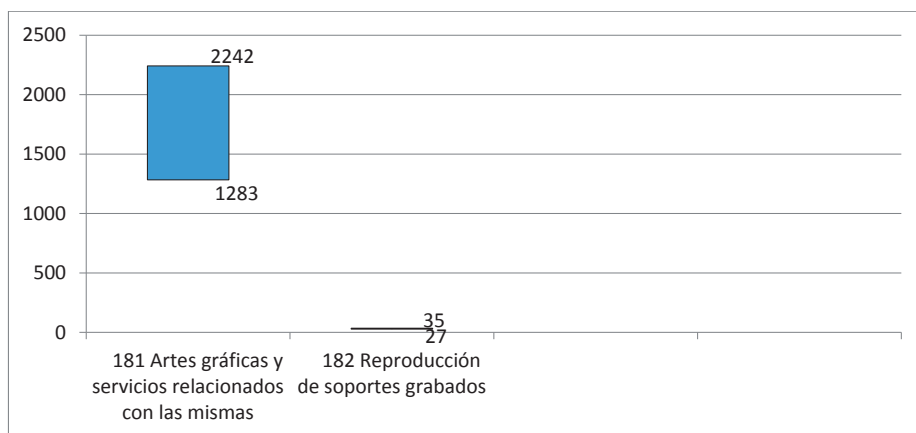 2500
2000
1500
1000
500
0
2242
1283
35
27
181 Artes gráficas y
servicios relacionados
con las mismas
182 Reproducción
de soportes grabados